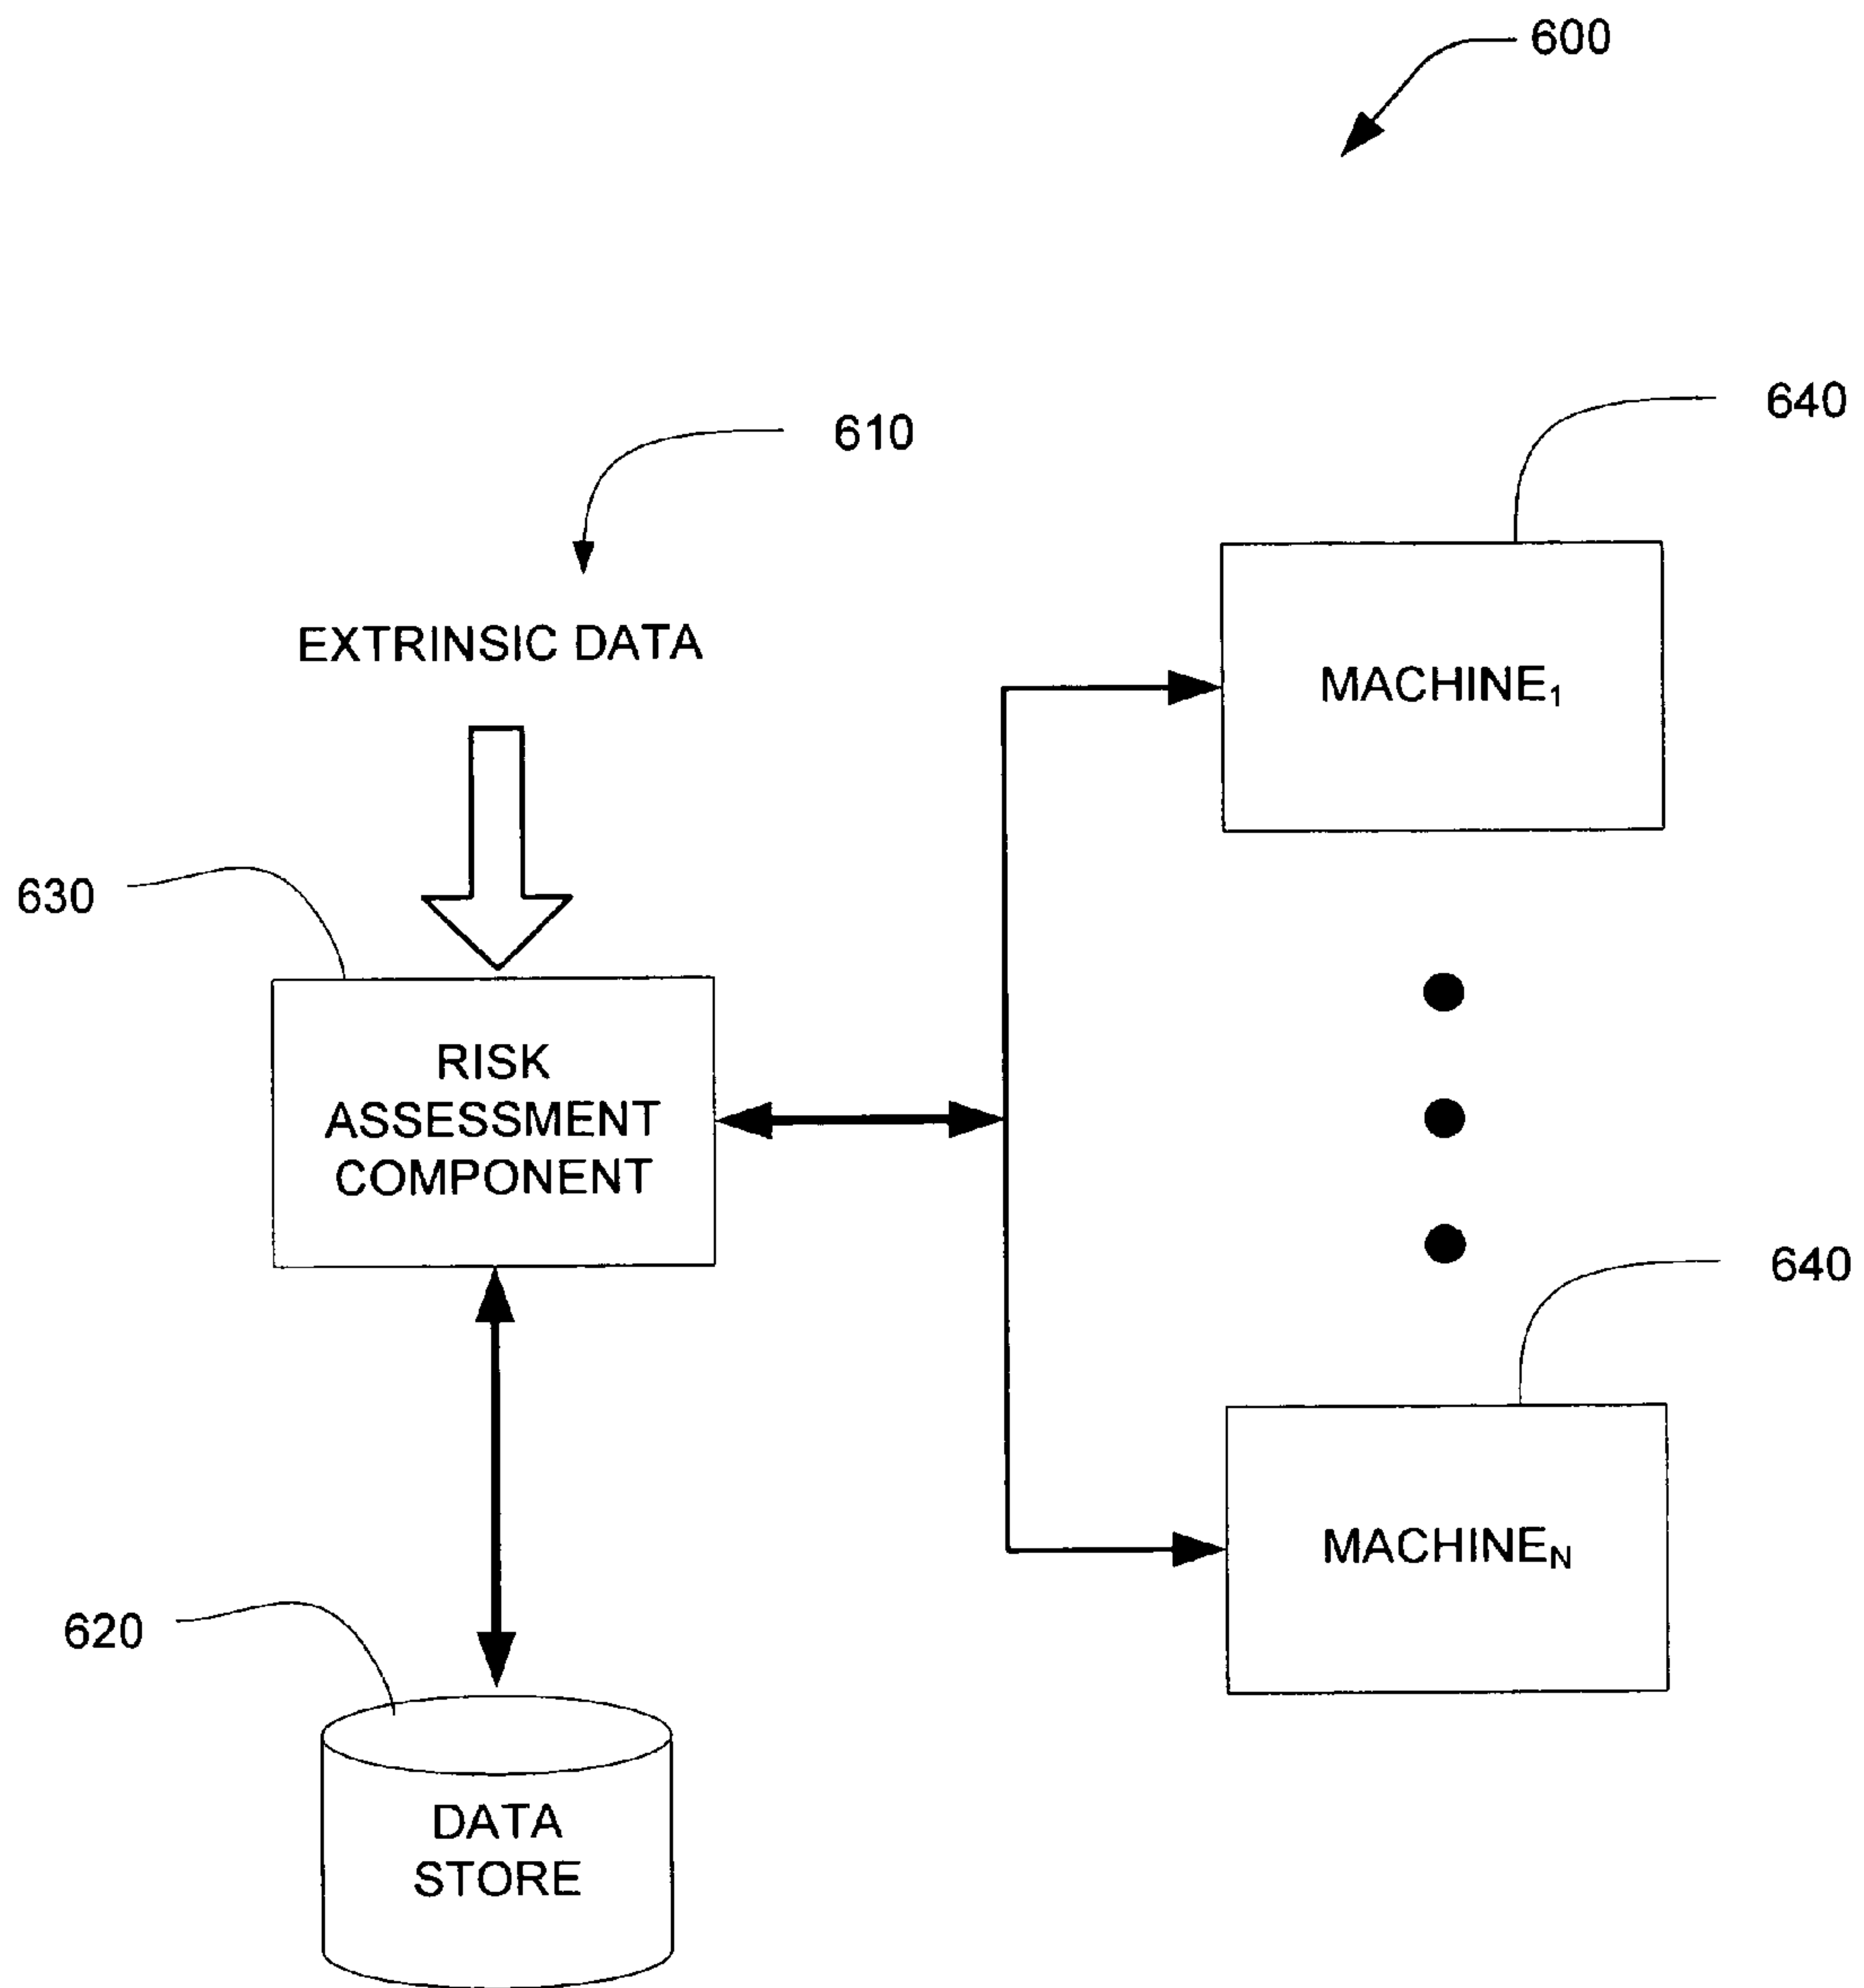 600
640
610
EXTRINSIC DATA
MACHINE₁
630
RISK
ASSESSMENT
COMPONENT
640
MACHINEₙ
620
DATA
STORE